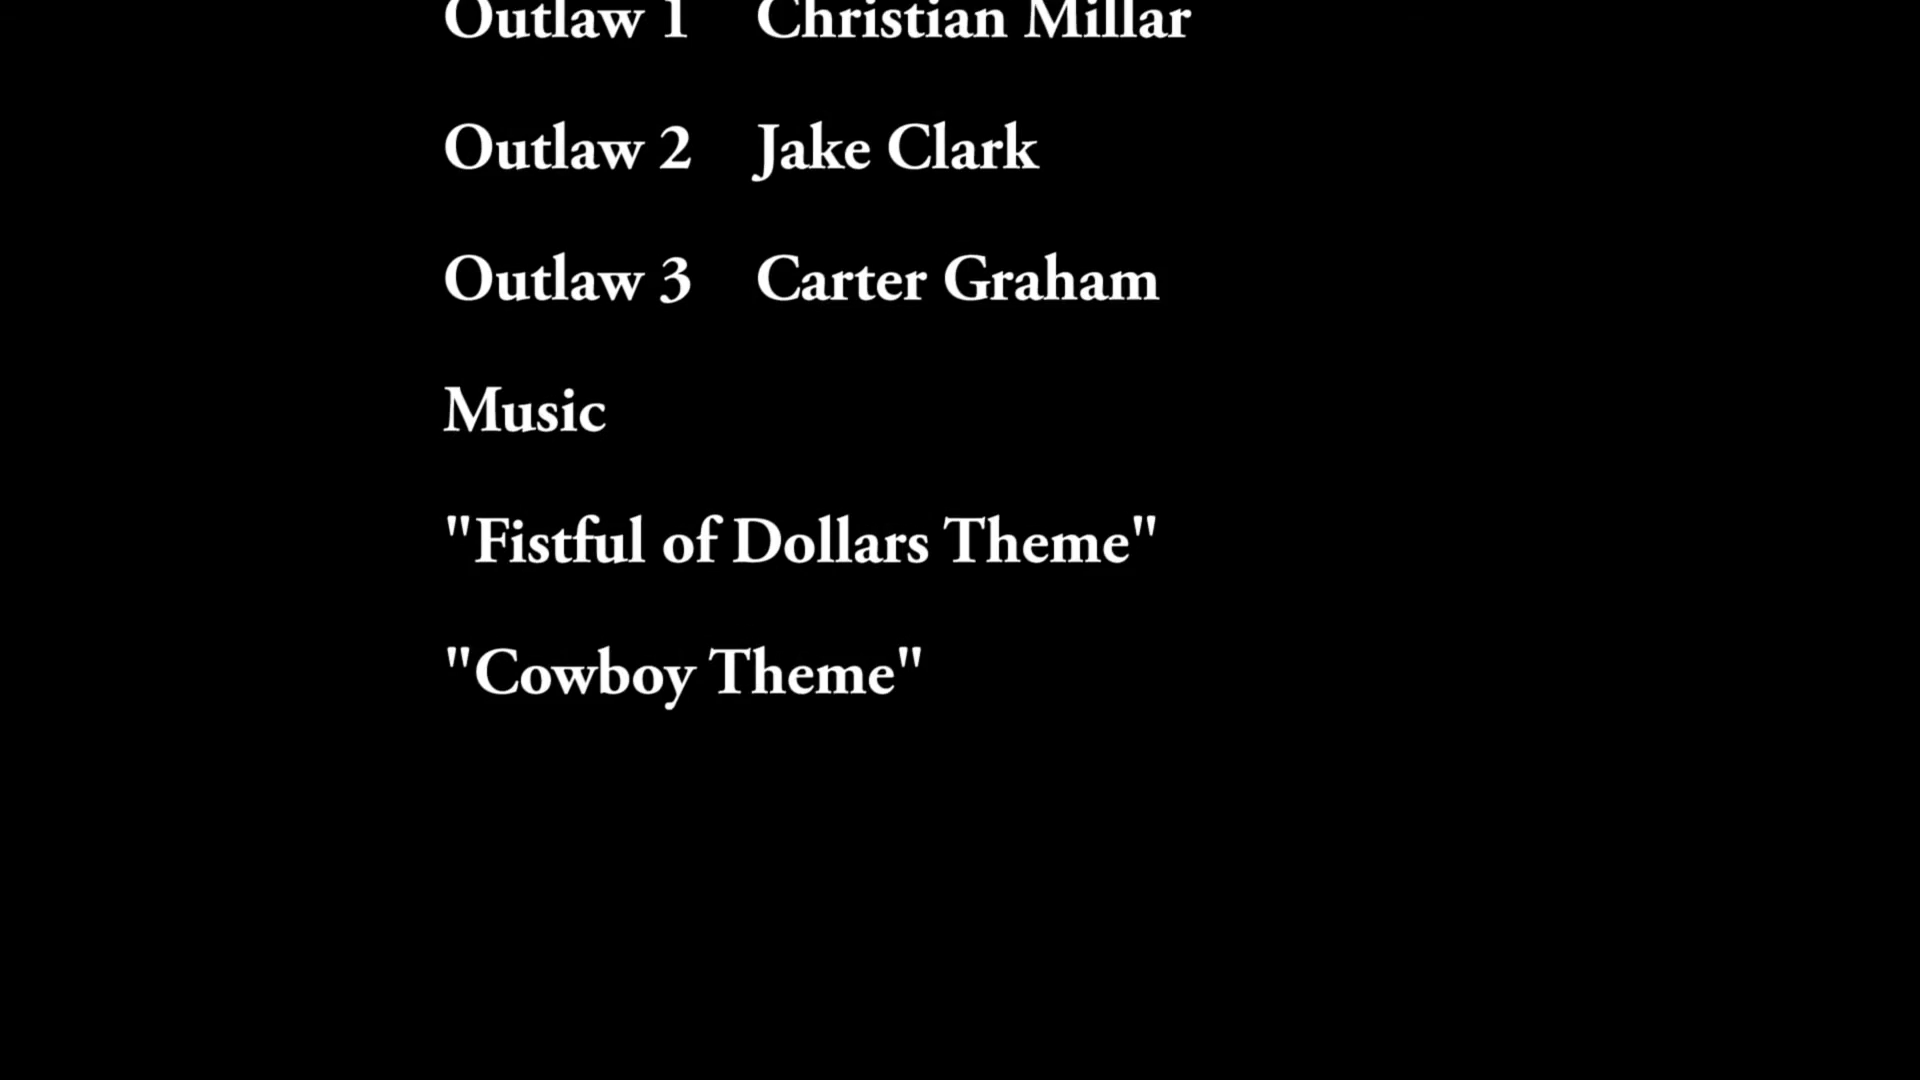 Outlaw 1 Christian Millar
Outlaw 2 Jake Clark
Outlaw 3 Carter Graham
Music
"Fistful of Dollars Theme"
"Cowboy Theme"